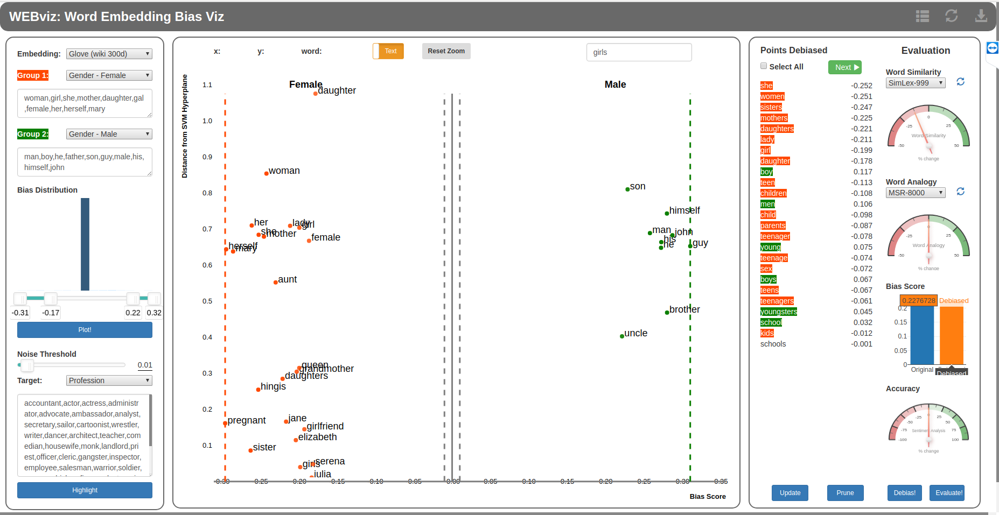 WEBviz: Word Embedding Bias Viz
Embedding: Glove (wiki 300d)
Group 1: Gender - Female
woman,girl,she,mother,daughter,gal
,female,her,herself,mary
Group 2: Gender - Male
man,boy,he,father,son,guy,male,his,
himself,john
Bias Distribution
-0.31 -0.17 0.22 0.32
Plot!
Noise Threshold
0.01
Target: Profession
accountant,actor,actress,administr
ator,advocate,ambassador,analyst,
secretary,sailor,cartoonist,wrestler,
writer,dancer,architect,teacher,com
edian,housewife,monk,landlord,pri
est,officer,cleric,gangster,inspector,
employee,salesman,warrior,soldier,
Highlight
x: y: word: Text Reset Zoom girls
Distance from SVM Hyperplane
Female Male
1.1
1.0
0.9
0.8
0.7
0.6
0.5
0.4
0.3
0.2
0.1
daughter
woman
son
himself
her
lady
girl
she
mother
female
man
john
his
he
guy
herself
mary
aunt
brother
uncle
queen
grandmother
daughters
hingis
pregnant
jane
girlfriend
elizabeth
sister
girls
serena
julia
0.30 0.25 0.20 0.15 0.10 0.05 0.00 0.05 0.10 0.15 0.20 0.25 0.30 0.35
Bias Score
Points Debiased
Select All Next
she -0.252
women -0.251
sisters -0.247
mothers -0.225
daughters -0.221
lady -0.211
girl -0.199
daughter -0.178
boy 0.117
teen -0.113
children -0.108
men 0.106
child -0.098
parents -0.087
teenager -0.078
young 0.075
teenage -0.074
sex -0.072
boys 0.067
teens -0.067
teenagers -0.061
youngsters 0.045
school 0.032
kids -0.012
schools -0.001
Update Prune
Evaluation
Word Similarity
SimLex-999
-50 -25 0 25 50
Word Similarity
% change
Word Analogy
MSR-8000
-50 -25 0 25 50
Word Analogy
% change
Bias Score
0.2276728 Debiased
0.2
0.15
0.1
0.05
0
Original
Debiased
Accuracy
-100 -75 -50 -25 0 25 50 75 100
Sentiment Analysis
% change
Debias! Evaluate!